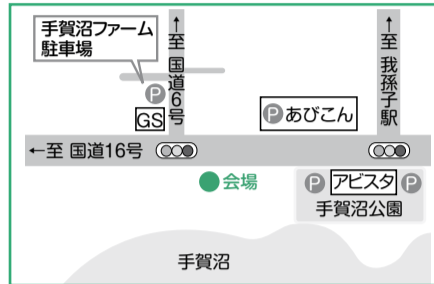 手賀沼ファーム
駐車場
↑至 国道6号
↑至 我孫子駅
P
GS
Pあびこん
←至 国道16号
会場
P アビスタ P
手賀沼公園
手賀沼